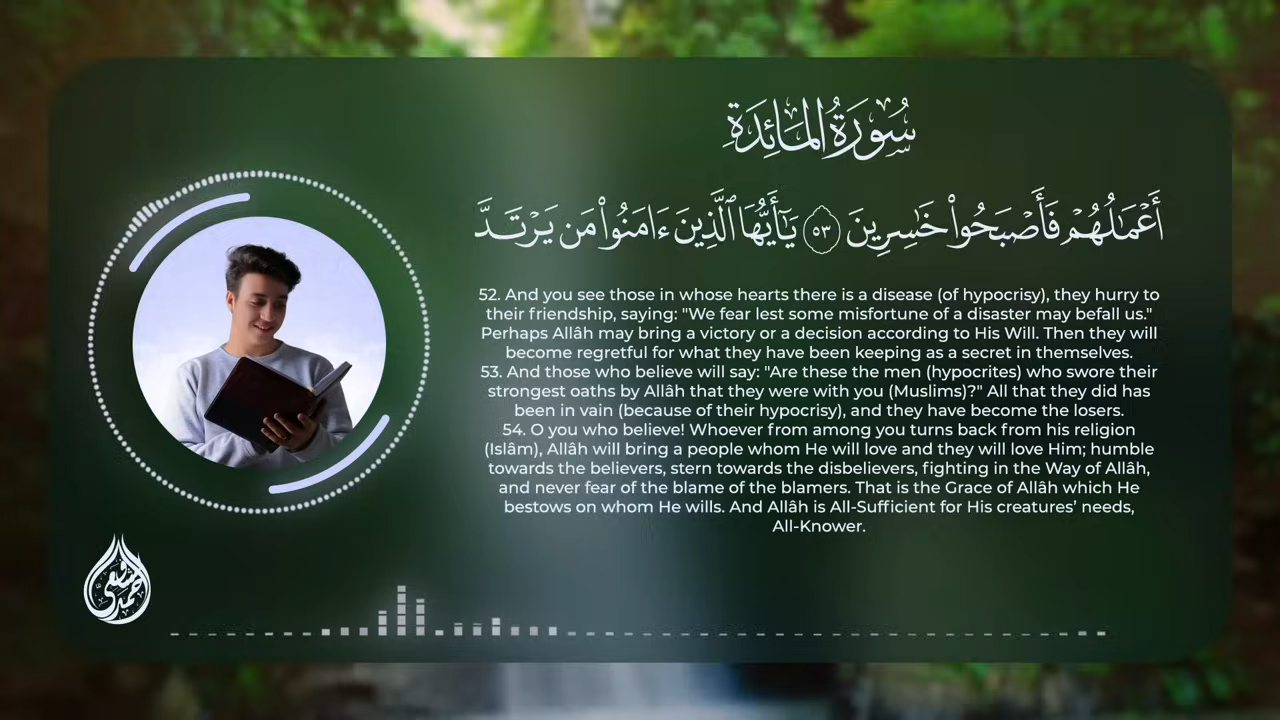 سُورَةُ المَائِدَةِ
أَعْمَٰلُهُمْ فَأَصْبَحُوا۟ خَٰسِرِينَ ٥٣ يَٰٓأَيُّهَا ٱلَّذِينَ ءَامَنُوا۟ مَن يَرْتَدَّ
52. And you see those in whose hearts there is a disease (of hypocrisy), they hurry to
their friendship, saying: "We fear lest some misfortune of a disaster may befall us."
Perhaps Allâh may bring a victory or a decision according to His Will. Then they will
become regretful for what they have been keeping as a secret in themselves.
53. And those who believe will say: "Are these the men (hypocrites) who swore their
strongest oaths by Allâh that they were with you (Muslims)?" All that they did has
been in vain (because of their hypocrisy), and they have become the losers.
54. O you who believe! Whoever from among you turns back from his religion
(Islâm), Allâh will bring a people whom He will love and they will love Him; humble
towards the believers, stern towards the disbelievers, fighting in the Way of Allâh,
and never fear of the blame of the blamers. That is the Grace of Allâh which He
bestows on whom He wills. And Allâh is All-Sufficient for His creatures’ needs,
All-Knower.